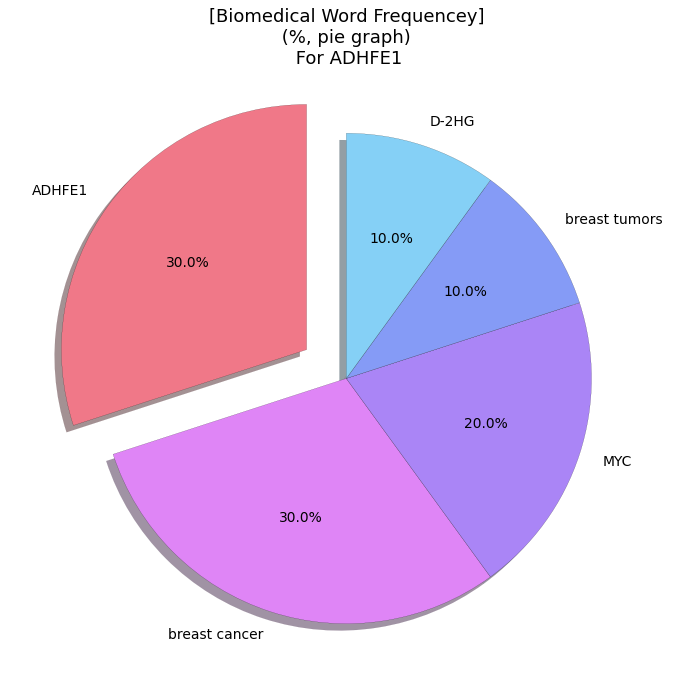 [Biomedical Word Frequencey]
(%, pie graph)
For ADHFE1
D-2HG
breast tumors
ADHFE1
10.0%
30.0%
10.0%
20.0%
MYC
30.0%
breast cancer